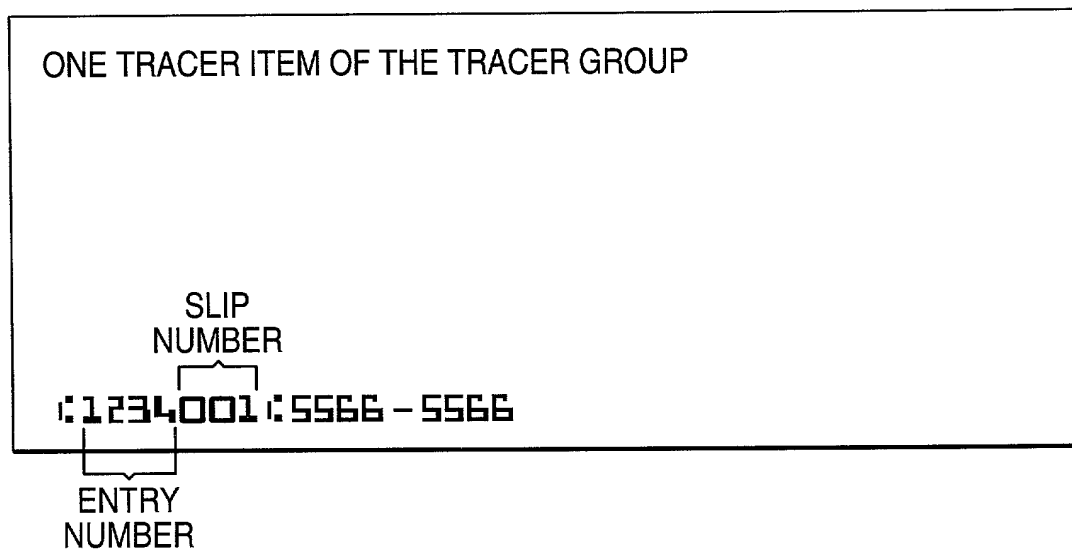 ONE TRACER ITEM OF THE TRACER GROUP
SLIP
NUMBER
⑆1234001⑆5566-5566
ENTRY
NUMBER